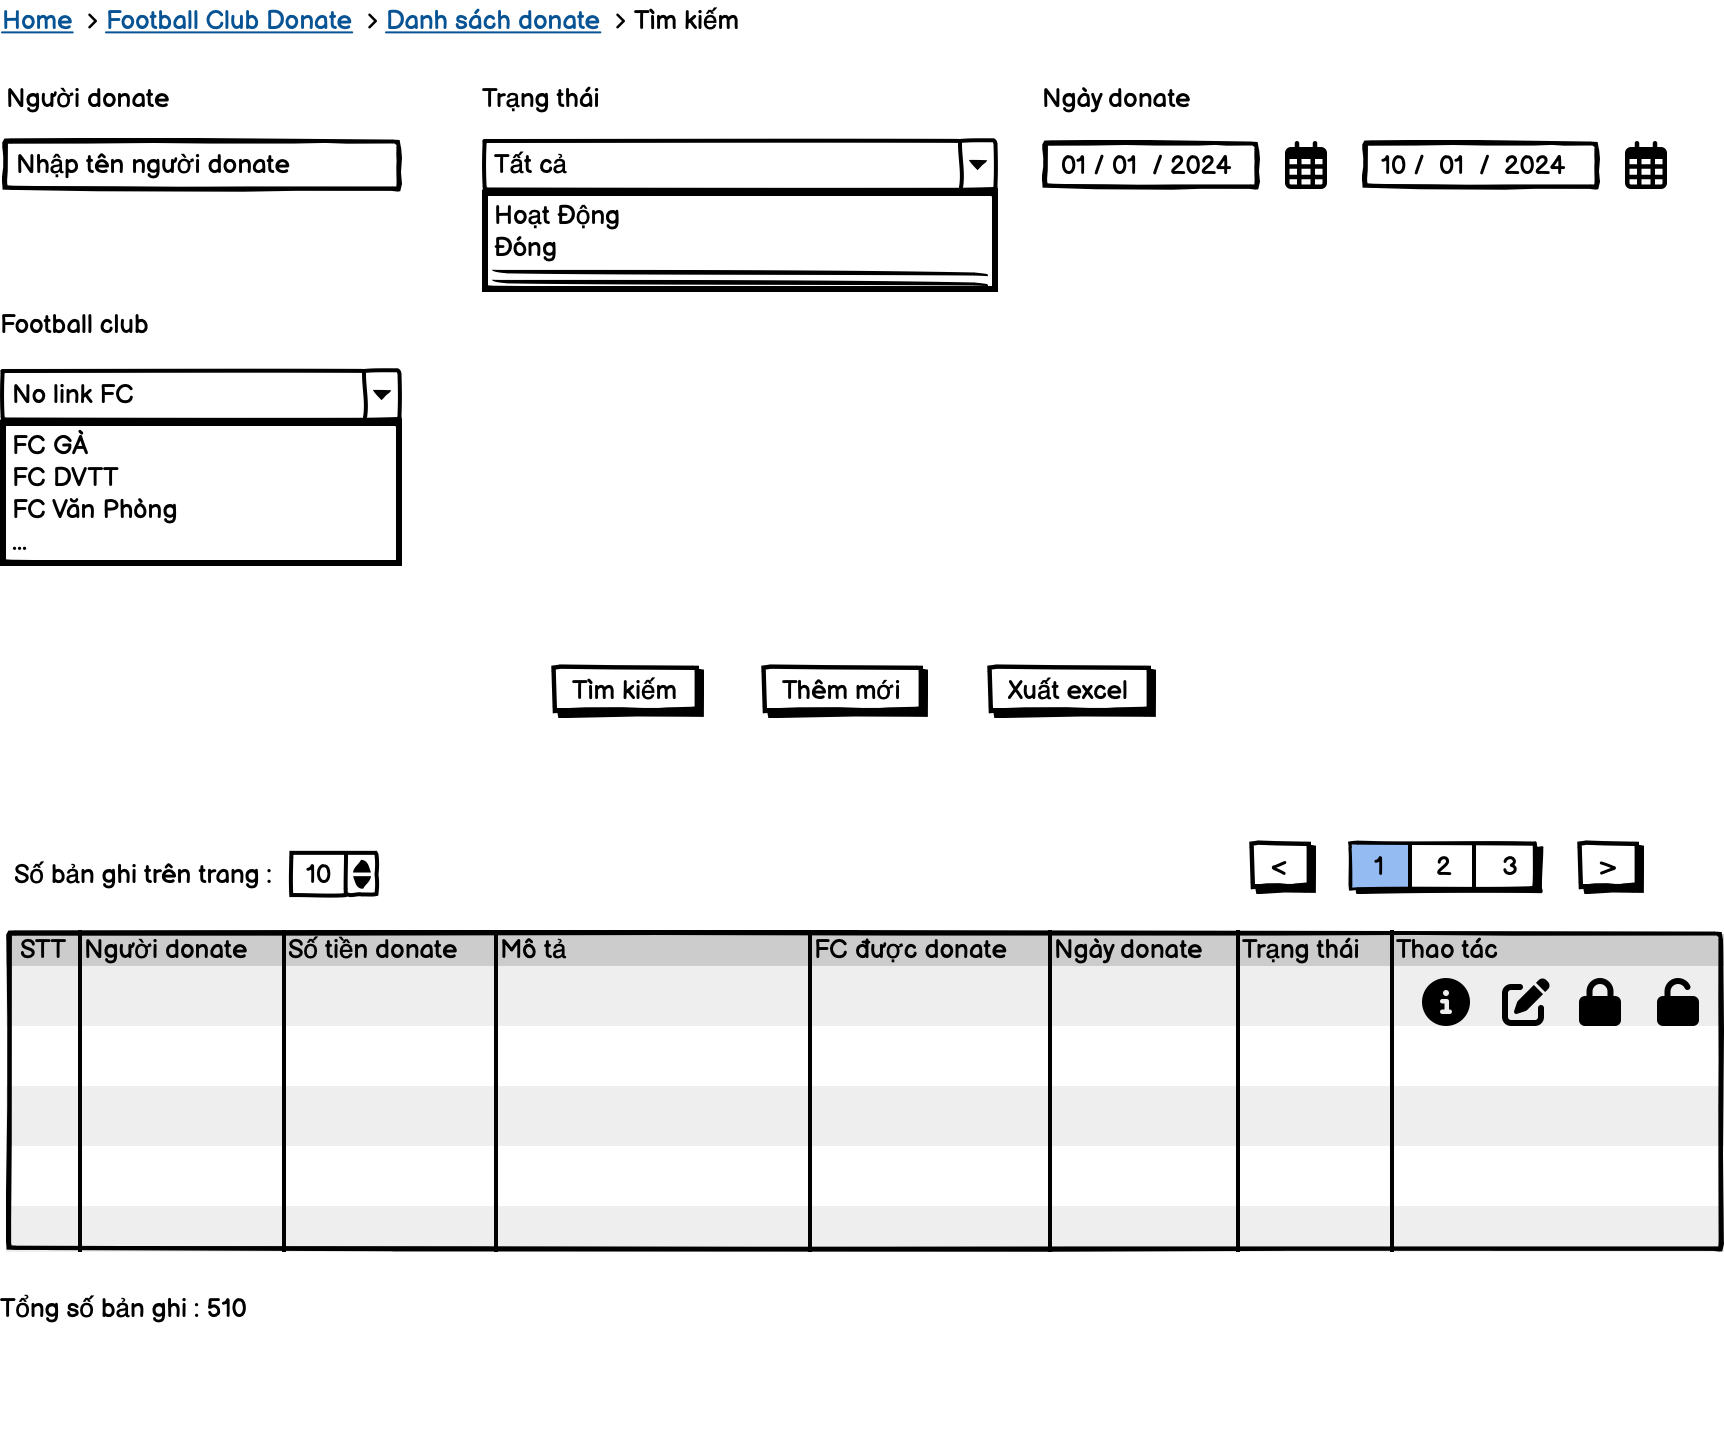 Home > Football Club Donate > Danh sách donate > Tìm kiếm
Người donate
Trạng thái
Ngày donate
Nhập tên người donate
Tất cả
01 / 01 / 2024
10 / 01 / 2024
Hoạt Động
Đóng
Football club
No link FC
FC GÀ
FC DVTT
FC Văn Phòng
...
Tìm kiếm
Thêm mới
Xuất excel
Số bản ghi trên trang : 10
< 1 2 3 >
STT Người donate Số tiền donate Mô tả FC được donate Ngày donate Trạng thái Thao tác
Tổng số bản ghi : 510